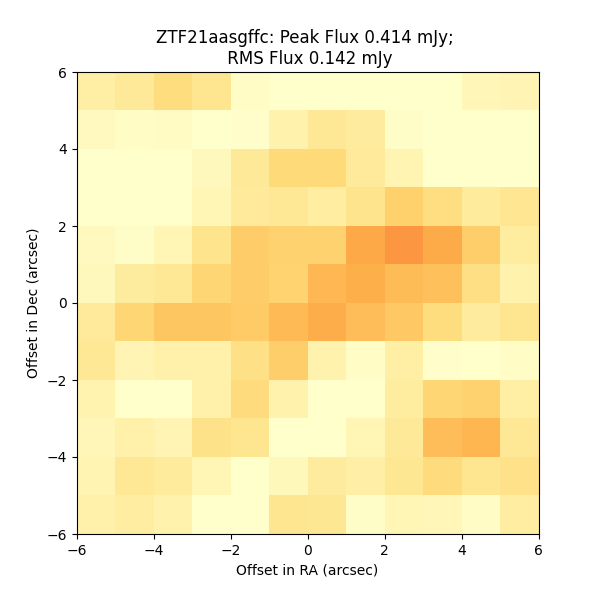 ZTF21aasgffc: Peak Flux 0.414 mJy;
RMS Flux 0.142 mJy
6
4
2
0
−2
−4
−6
Offset in Dec (arcsec)
−6 −4 −2 0 2 4 6
Offset in RA (arcsec)